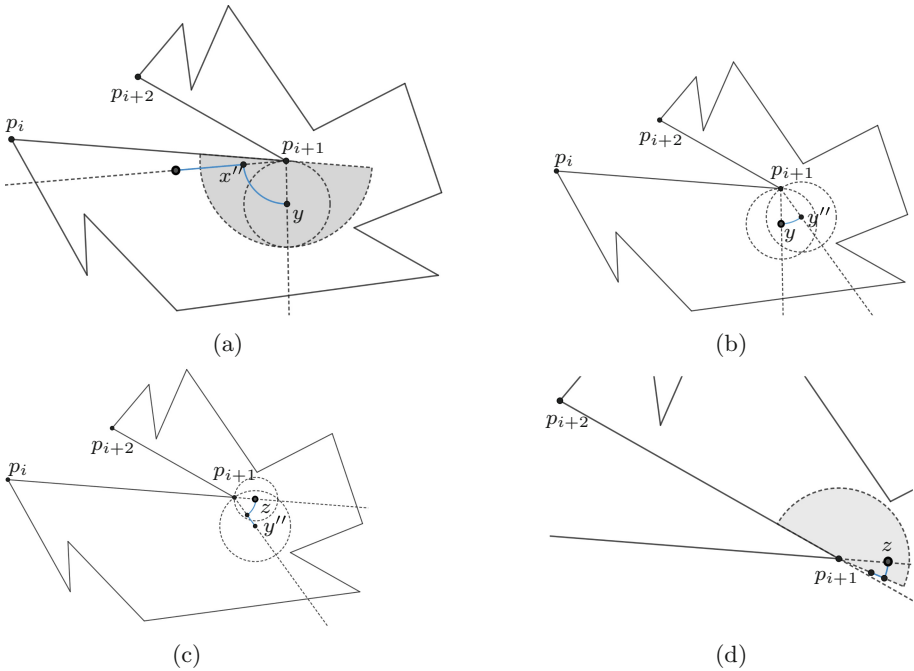 p_{i+2}
p_i
p_{i+1}
x''
y
(a)
p_{i+2}
p_i
p_{i+1}
y''
y
(b)
p_{i+2}
p_i
p_{i+1}
z
y''
(c)
p_{i+2}
z
p_{i+1}
(d)